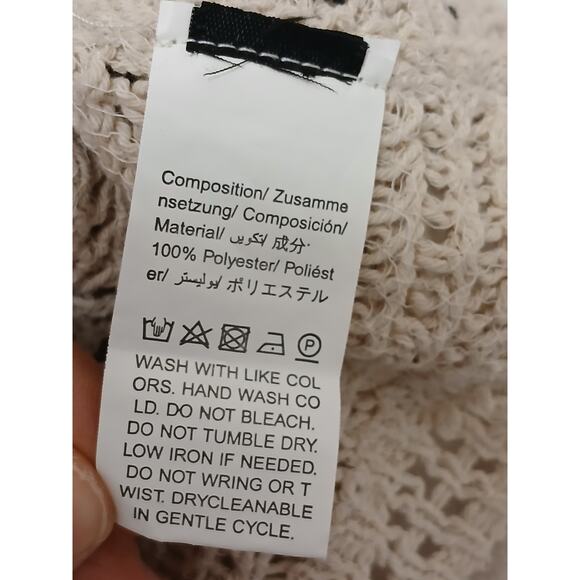 Composition/ Zusamme
nsetzung/ Composición/
Material/ تكوين/ 成分·
100% Polyester/ Poliést
er/ بوليستر/ ポリエステル
P
WASH WITH LIKE COL
ORS. HAND WASH CO
LD. DO NOT BLEACH.
DO NOT TUMBLE DRY.
LOW IRON IF NEEDED.
DO NOT WRING OR T
WIST. DRYCLEANABLE
IN GENTLE CYCLE.